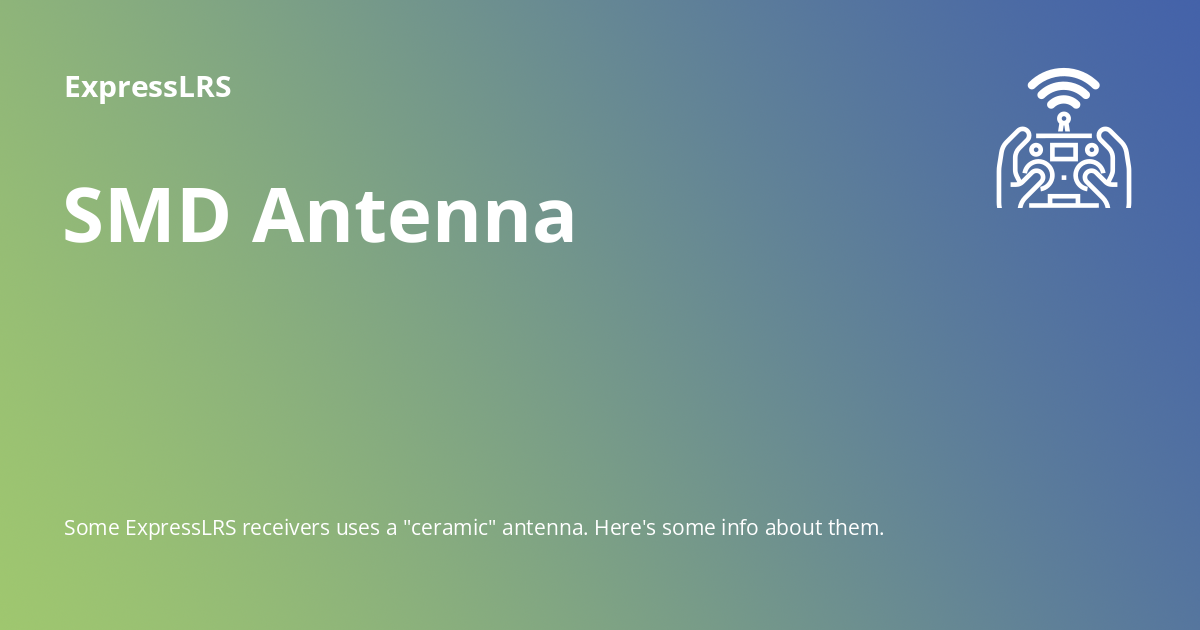 ExpressLRS
SMD Antenna
Some ExpressLRS receivers uses a "ceramic" antenna. Here's some info about them.